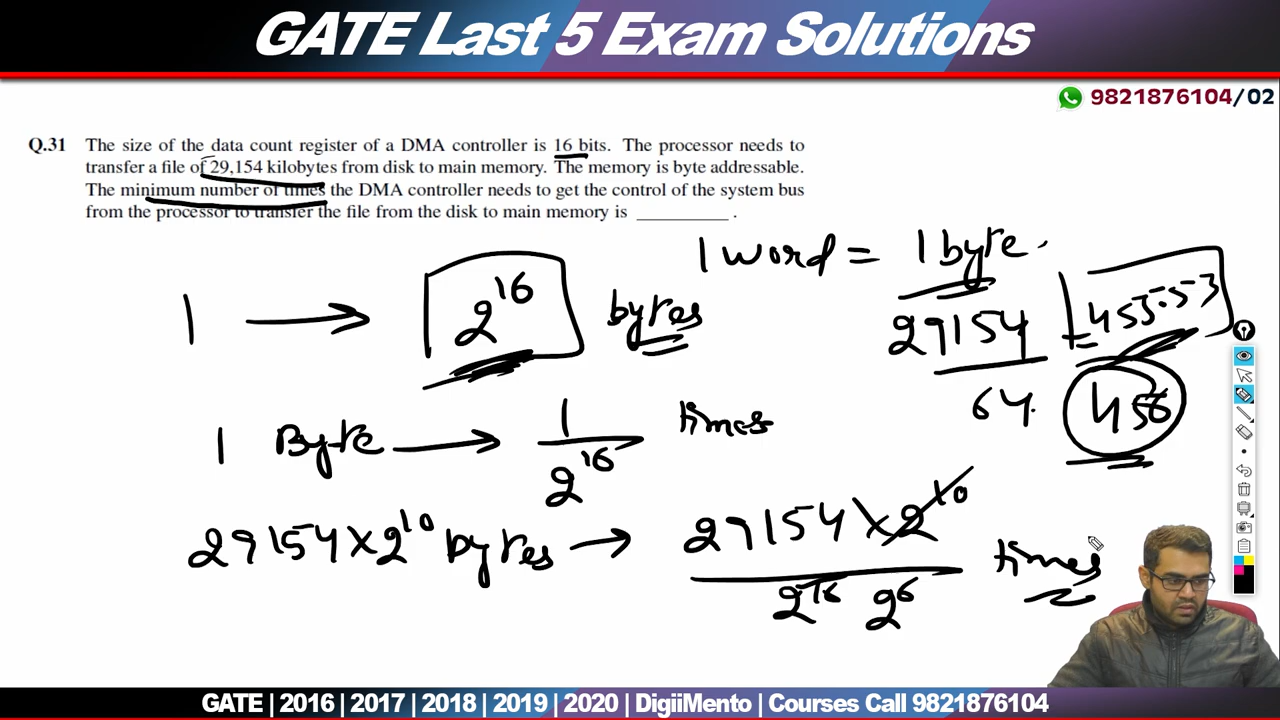 GATE Last 5 Exam Solutions
9821876104/02
Q.31 The size of the data count register of a DMA controller is 16 bits. The processor needs to
transfer a file of 29,154 kilobytes from disk to main memory. The memory is byte addressable.
The minimum number of times the DMA controller needs to get the control of the system bus
from the processor to transfer the file from the disk to main memory is __________ .
1 word = 1 byte.
1 → 2^16 bytes
29154 / 64 = 455.53
456
1 Byte → 1 / 2^16 times
29154 × 2^10 bytes → 29154 × 2^10 / 2^16 2^6 times
GATE | 2016 | 2017 | 2018 | 2019 | 2020 | DigiiMento | Courses Call 9821876104